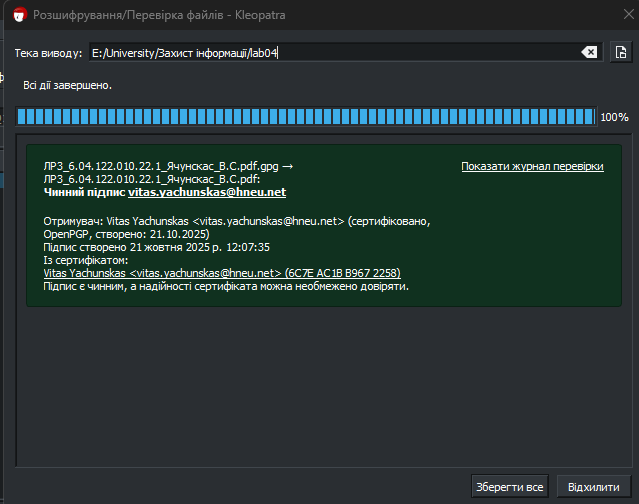 Розшифрування/Перевірка файлів - Kleopatra
Тека виводу: E:/University/Захист інформації/lab04
Всі дії завершено.
100%
ЛР3_6.04.122.010.22.1_Ячунскас_В.С.pdf.gpg → Показати журнал перевірки
ЛР3_6.04.122.010.22.1_Ячунскас_В.С.pdf:
Чинний підпис vitas.yachunskas@hneu.net
Отримувач: Vitas Yachunskas <vitas.yachunskas@hneu.net> (сертифіковано,
OpenPGP, створено: 21.10.2025)
Підпис створено 21 жовтня 2025 р. 12:07:35
Із сертифікатом:
Vitas Yachunskas <vitas.yachunskas@hneu.net> (6C7E AC1B B967 2258)
Підпис є чинним, а надійності сертифіката можна необмежено довіряти.
Зберегти все Відхилити